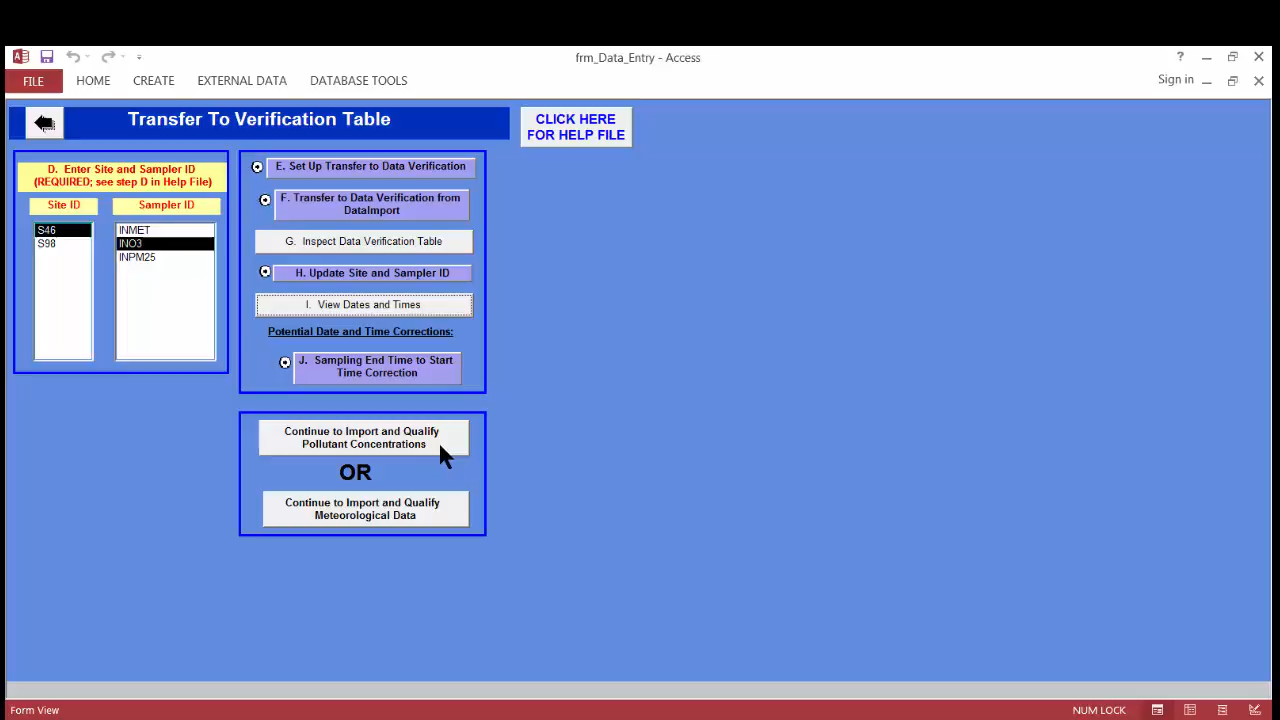 frm_Data_Entry - Access
?
FILE
HOME
CREATE
EXTERNAL DATA
DATABASE TOOLS
Sign in
Transfer To Verification Table
CLICK HERE
FOR HELP FILE
D. Enter Site and Sampler ID
(REQUIRED; see step D in Help File)
Site ID
Sampler ID
S46
S98
INMET
INO3
INPM25
E. Set Up Transfer to Data Verification
F. Transfer to Data Verification from
DataImport
G. Inspect Data Verification Table
H. Update Site and Sampler ID
I. View Dates and Times
Potential Date and Time Corrections:
J. Sampling End Time to Start
Time Correction
Continue to Import and Qualify
Pollutant Concentrations
OR
Continue to Import and Qualify
Meteorological Data
Form View
NUM LOCK